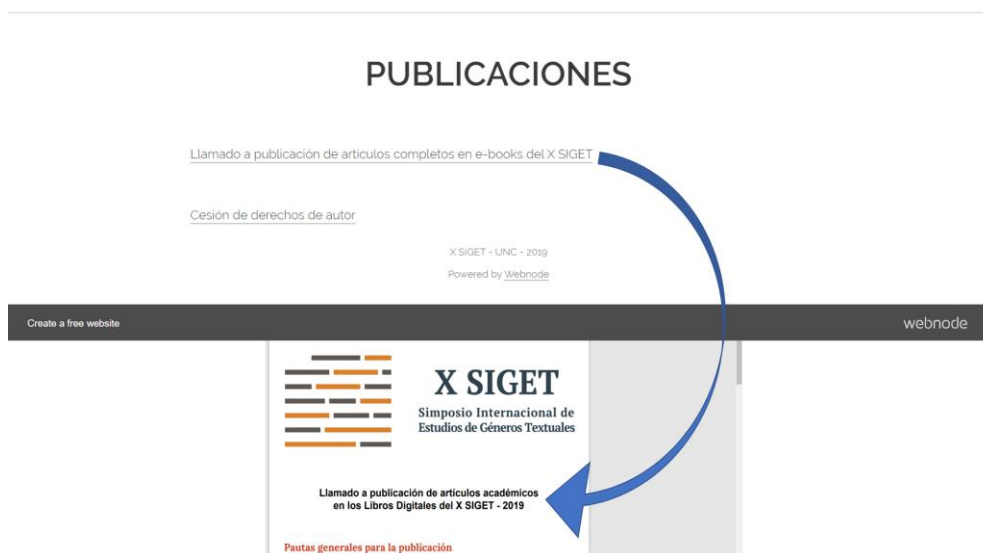 PUBLICACIONES
Llamado a publicación de artículos completos en e-books del X SIGET
Cesión de derechos de autor
X SIGET - UNC - 2019
Powered by Webnode
Create a free website
webnode
X SIGET
Simposio Internacional de
Estudios de Géneros Textuales
Llamado a publicación de artículos académicos
en los Libros Digitales del X SIGET - 2019
Pautas generales para la publicación